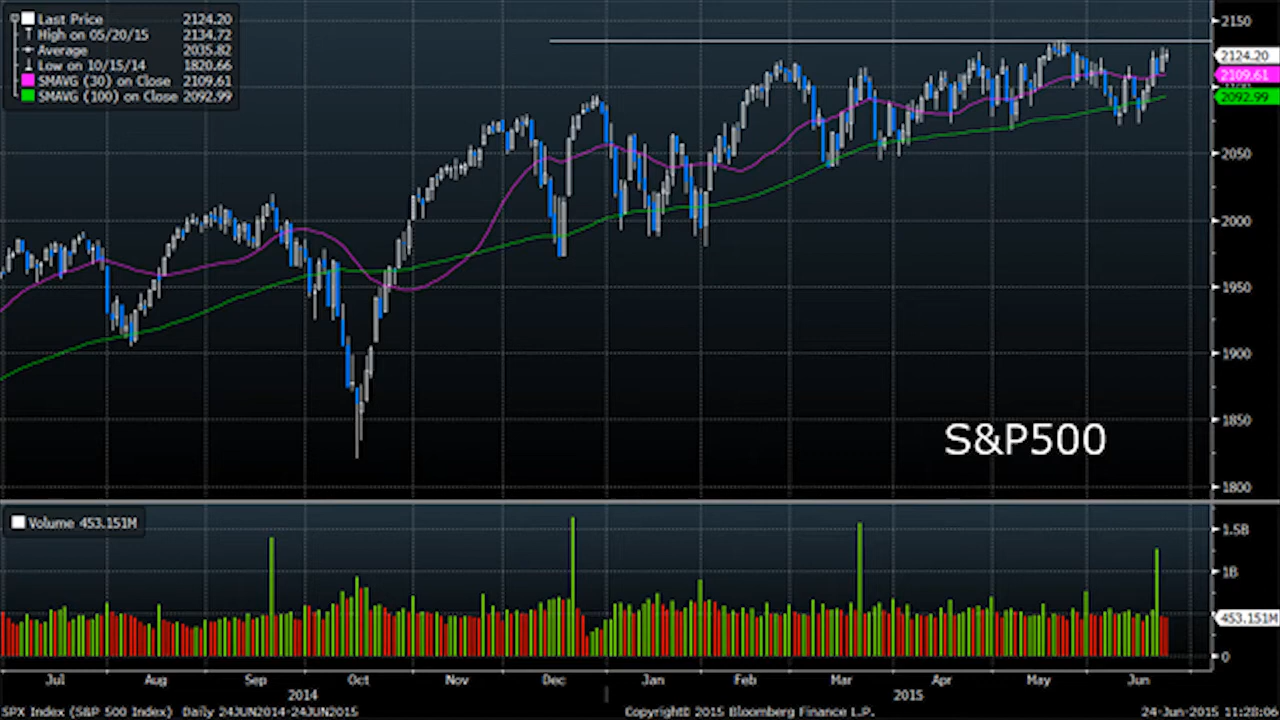 Last Price 2124.20
High on 05/20/15 2134.72
Average 2035.82
Low on 10/15/14 1820.66
SMAVG (30) on Close 2109.61
SMAVG (100) on Close 2092.99
2150
2124.20
2109.61
2092.99
2050
2000
1950
1900
1850
1800
S&P500
Volume 453.151M
1.5B
1B
453.151M
0
Jul Aug Sep Oct Nov Dec Jan Feb Mar Apr May Jun
2014 2015
SPX Index (S&P 500 Index) Daily 24JUN2014-24JUN2015 Copyright© 2015 Bloomberg Finance L.P. 24-Jun-2015 11:28:06